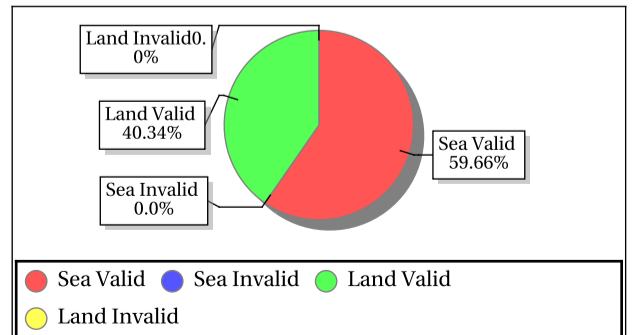 Land Invalid0.
0%
Land Valid
40.34%
Sea Valid
59.66%
Sea Invalid
0.0%
Sea Valid Sea Invalid Land Valid
Land Invalid